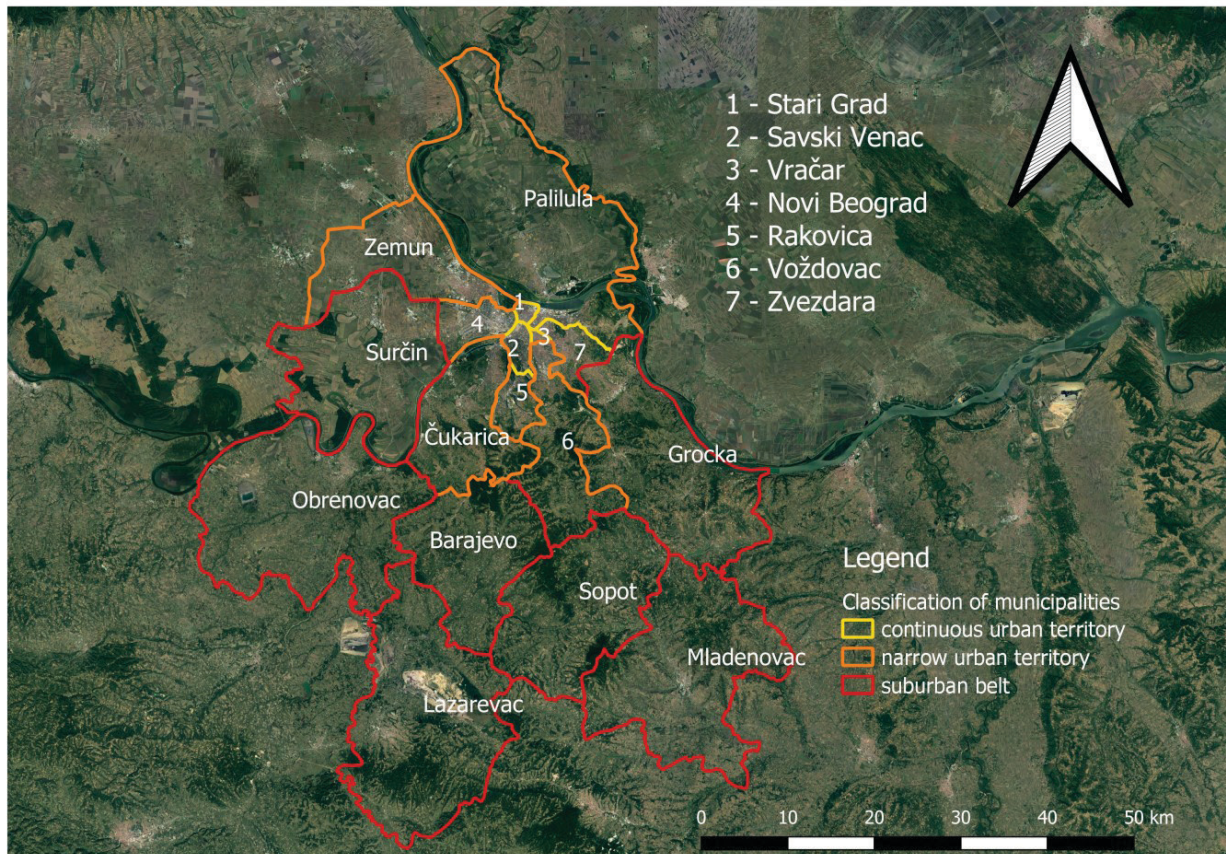 1 - Stari Grad
2 - Savski Venac
3 - Vračar
4 - Novi Beograd
5 - Rakovica
6 - Voždovac
7 - Zvezdara
Palilula
Zemun
1
4
3
2
7
Surčin
5
Čukarica
6
Grocka
Obrenovac
Barajevo
Sopot
Mladenovac
Lazarevac
Legend
Classification of municipalities
continuous urban territory
narrow urban territory
suburban belt
0 10 20 30 40 50 km